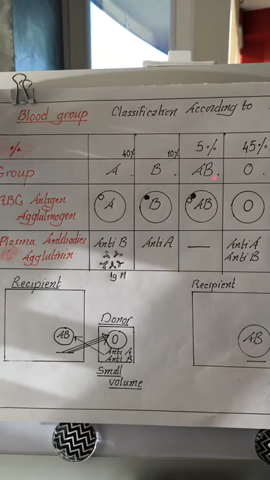 Blood group Classification According to
% 40% 10% 5% 45%
Group A. B. AB. O.
RBC Antigen A B AB O
Agglutinogen
Plasma Antibodies Anti B Anti A — Anti A
Agglutinin Anti B
Ig M
Recipient Recipient
Donor
AB O AB
Anti A
Anti B
Small
volume